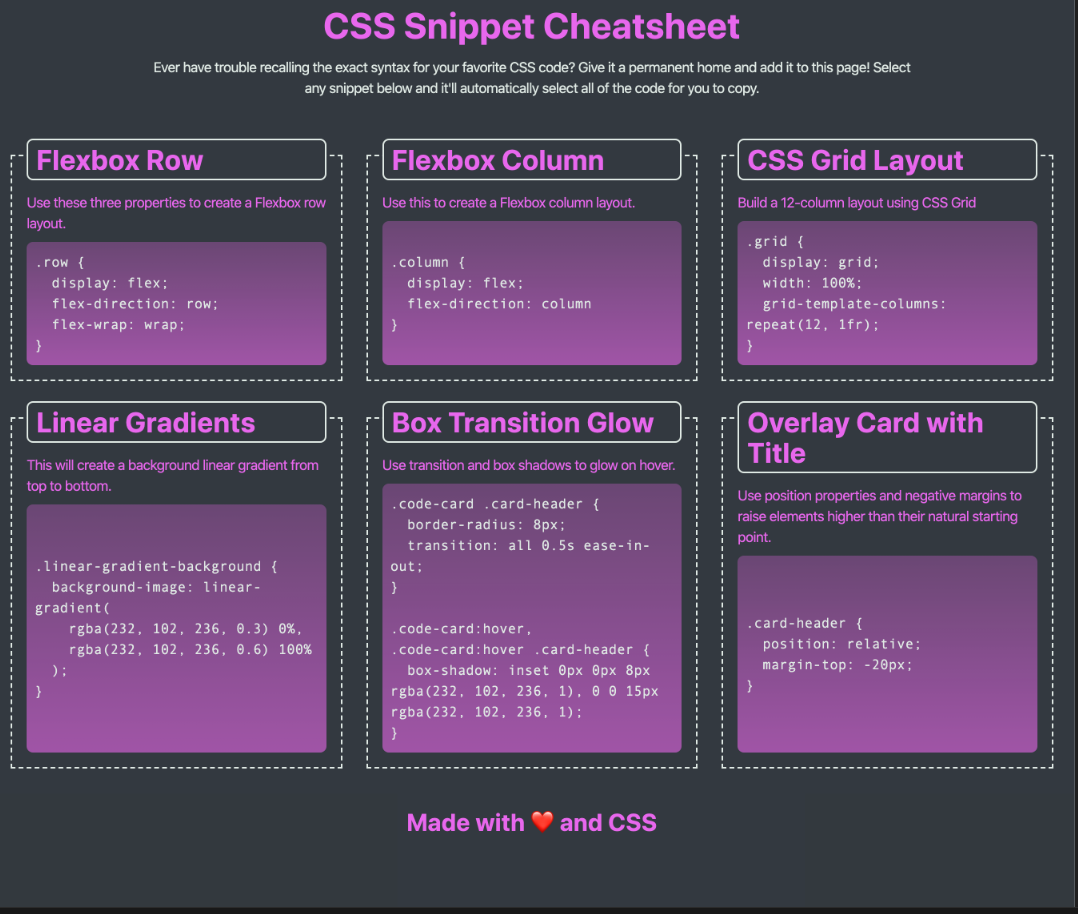 CSS Snippet Cheatsheet
Ever have trouble recalling the exact syntax for your favorite CSS code? Give it a permanent home and add it to this page! Select
any snippet below and it'll automatically select all of the code for you to copy.
Flexbox Row
Use these three properties to create a Flexbox row
layout.
.row {
  display: flex;
  flex-direction: row;
  flex-wrap: wrap;
}
Flexbox Column
Use this to create a Flexbox column layout.
.column {
  display: flex;
  flex-direction: column
}
CSS Grid Layout
Build a 12-column layout using CSS Grid
.grid {
  display: grid;
  width: 100%;
  grid-template-columns:
repeat(12, 1fr);
}
Linear Gradients
This will create a background linear gradient from
top to bottom.
.linear-gradient-background {
  background-image: linear-
gradient(
    rgba(232, 102, 236, 0.3) 0%,
    rgba(232, 102, 236, 0.6) 100%
  );
}
Box Transition Glow
Use transition and box shadows to glow on hover.
.code-card .card-header {
  border-radius: 8px;
  transition: all 0.5s ease-in-
out;
}
.code-card:hover,
.code-card:hover .card-header {
  box-shadow: inset 0px 0px 8px
rgba(232, 102, 236, 1), 0 0 15px
rgba(232, 102, 236, 1);
}
Overlay Card with
Title
Use position properties and negative margins to
raise elements higher than their natural starting
point.
.card-header {
  position: relative;
  margin-top: -20px;
}
Made with ❤️ and CSS